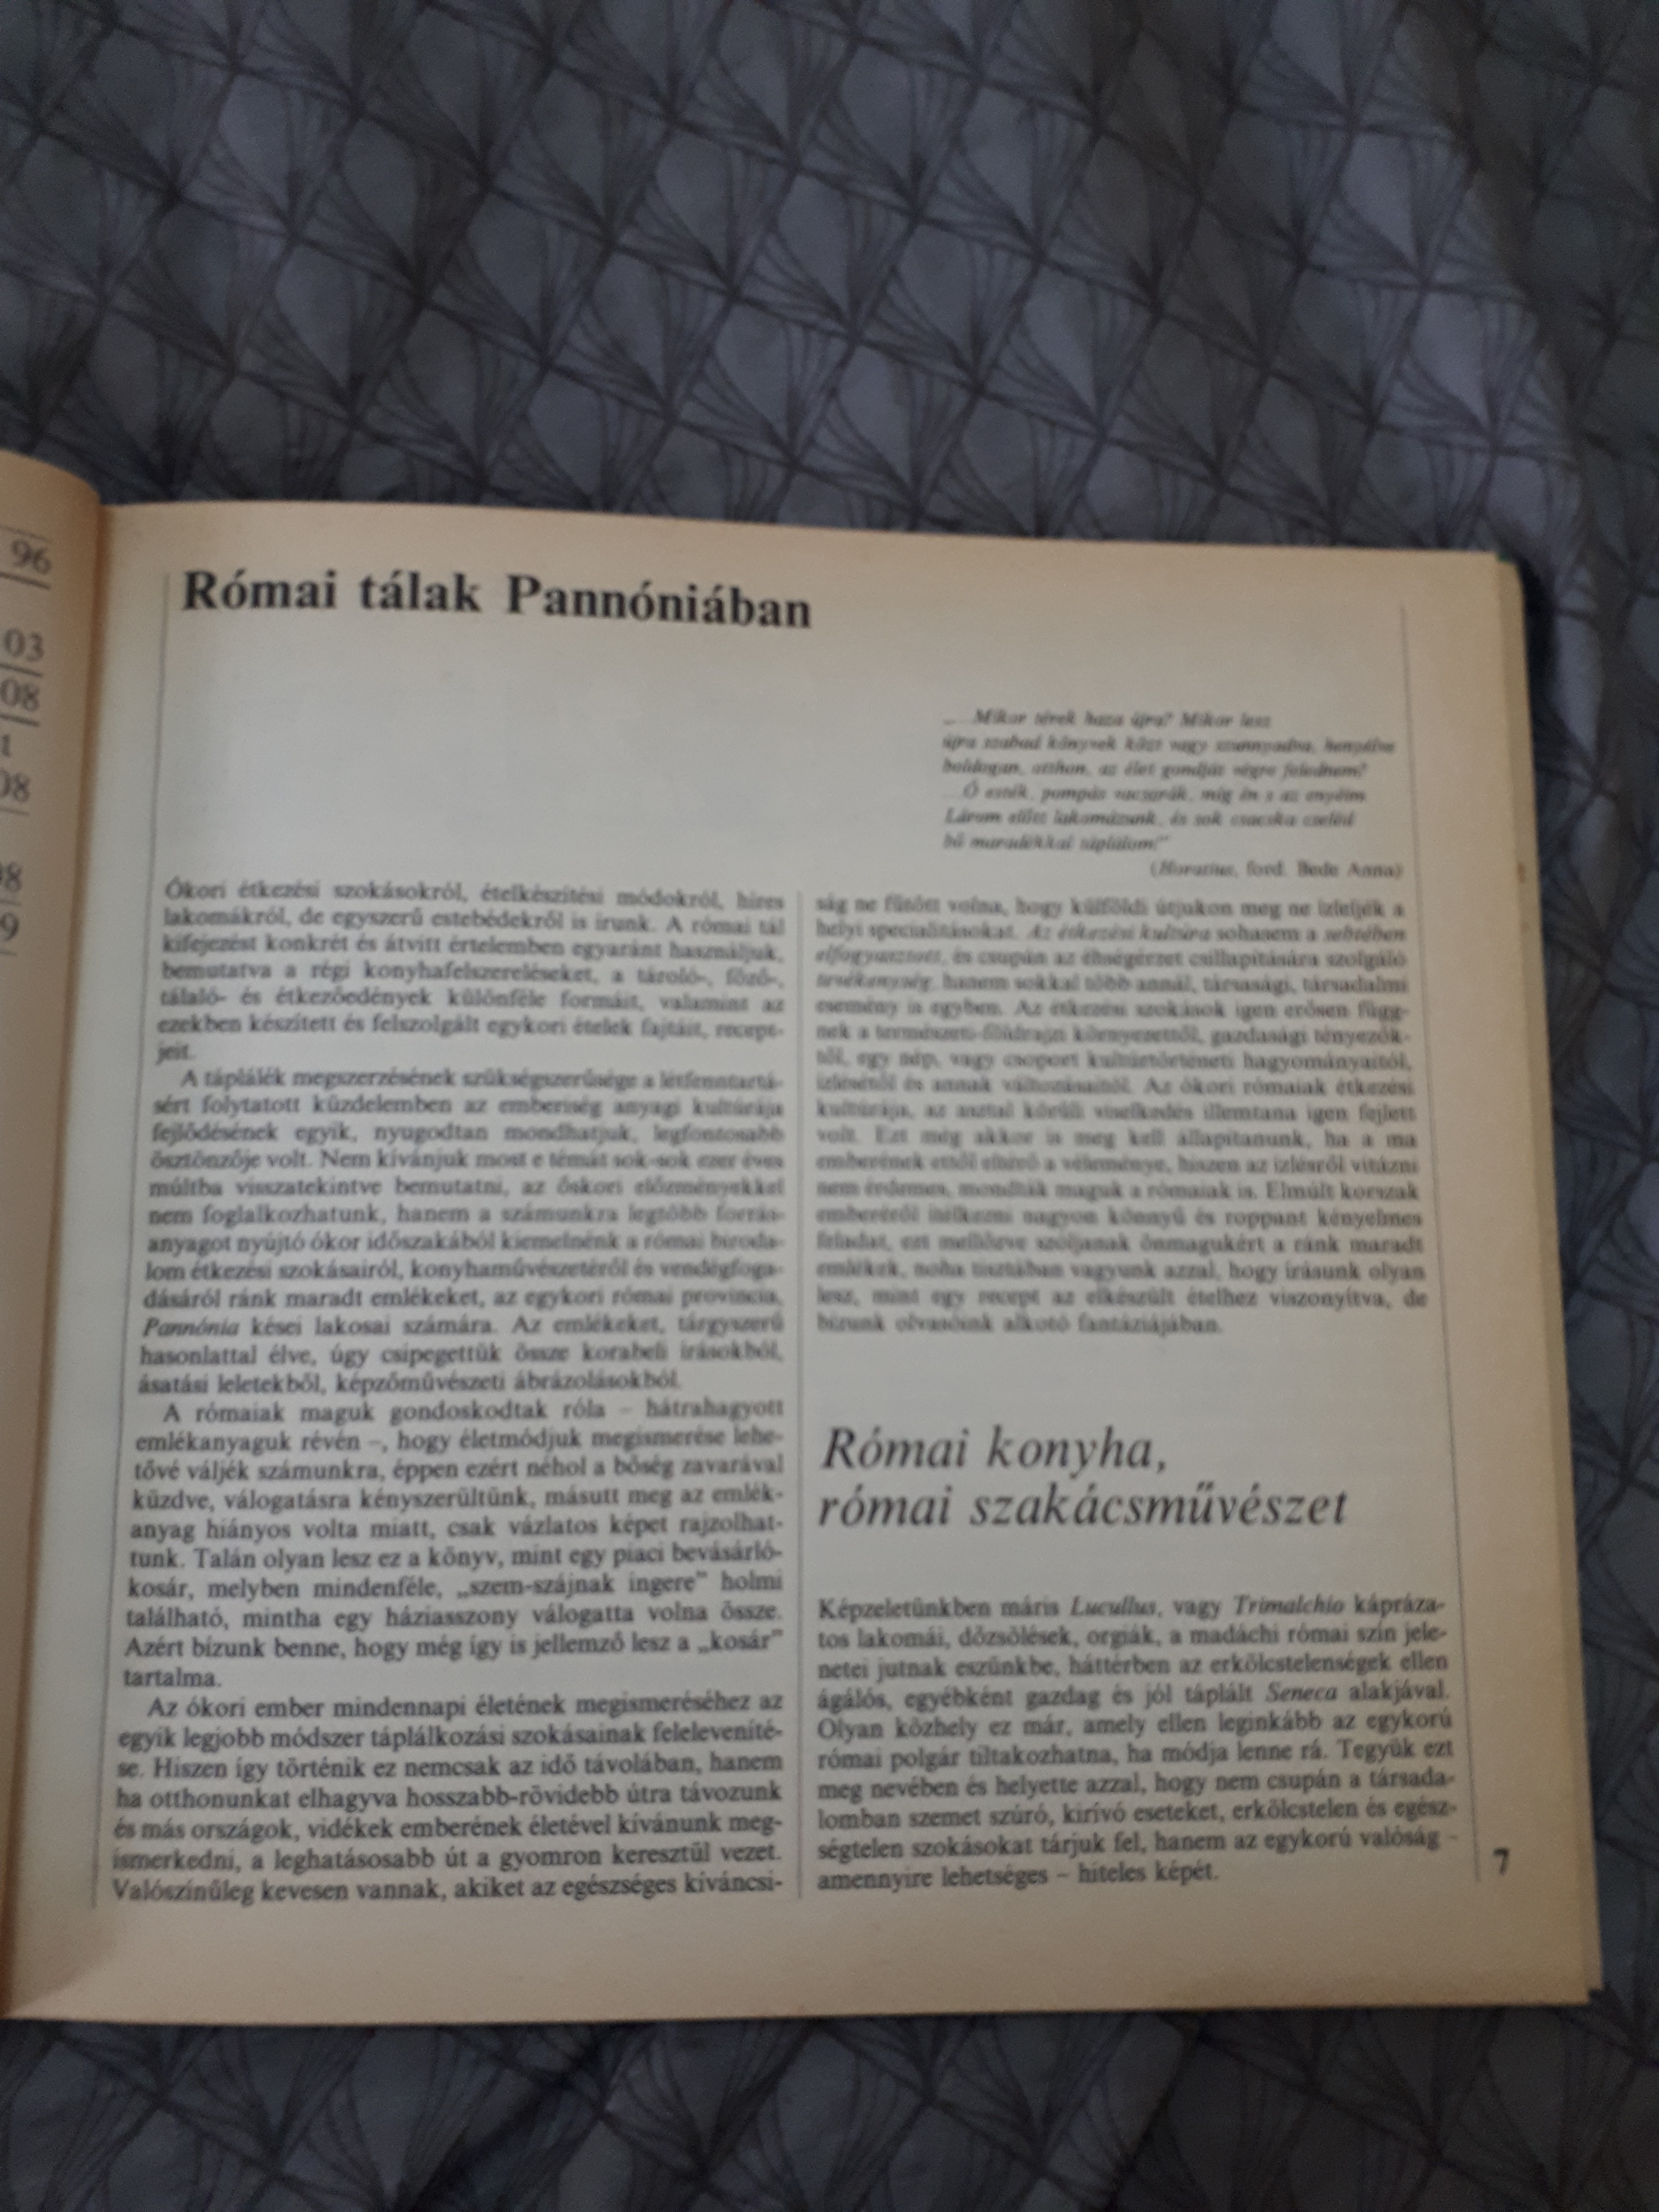 96
03
08
1
08
98
9
Római tálak Pannóniában
„...Mikor térek haza újra? Mikor lesz
újra szabad könyvek közt vagy szunnyadva, henyélve
boldogan, otthon, az élet gondját végre felednem?
...Ó esték, pompás vacsorák, míg én s az enyéim
Lárom előtt lakomázunk, és sok csacska cseléd
bő maradékkal táplálom!”
(Horatius, ford. Bede Anna)
Ókori étkezési szokásokról, ételkészítési módokról, híres
lakomákról, de egyszerű estebédekről is írunk. A római tál
kifejezést konkrét és átvitt értelemben egyaránt használjuk,
bemutatva a régi konyhafelszereléseket, a tároló-, főző-,
tálaló- és étkezőedények különféle formáit, valamint az
ezekben készített és felszolgált egykori ételek fajtáit, recept-
jeit.
A táplálék megszerzésének szükségszerűsége a létfenntartá-
sért folytatott küzdelemben az emberiség anyagi kultúrája
fejlődésének egyik, nyugodtan mondhatjuk, legfontosabb
ösztönzője volt. Nem kívánjuk most e témát sok-sok ezer éves
múltba visszatekintve bemutatni, az őskori előzményekkel
nem foglalkozhatunk, hanem a számunkra legtöbb forrás-
anyagot nyújtó ókor időszakából kiemelnénk a római biroda-
lom étkezési szokásairól, konyhaművészetéről és vendégfoga-
dásáról ránk maradt emlékeket, az egykori római provincia,
Pannónia kései lakosai számára. Az emlékeket, tárgyszerű
hasonlattal élve, úgy csipegettük össze korabeli írásokból,
ásatási leletekből, képzőművészeti ábrázolásokból.
A rómaiak maguk gondoskodtak róla – hátrahagyott
emlékanyaguk révén –, hogy életmódjuk megismerése lehe-
tővé váljék számunkra, éppen ezért néhol a bőség zavarával
küzdve, válogatásra kényszerültünk, másutt meg az emlék-
anyag hiányos volta miatt, csak vázlatos képet rajzolhat-
tunk. Talán olyan lesz ez a könyv, mint egy piaci bevásárló-
kosár, melyben mindenféle, „szem-szájnak ingere” holmi
található, mintha egy háziasszony válogatta volna össze.
Azért bízunk benne, hogy még így is jellemző lesz a „kosár”
tartalma.
Az ókori ember mindennapi életének megismeréséhez az
egyik legjobb módszer táplálkozási szokásainak felelevenité-
se. Hiszen így történik ez nemcsak az idő távolában, hanem
ha otthonunkat elhagyva hosszabb-rövidebb útra távozunk
és más országok, vidékek emberének életével kívánunk meg-
ismerkedni, a leghatásosabb út a gyomron keresztül vezet.
Valószínűleg kevesen vannak, akiket az egészséges kíváncsi-
ság ne fűtött volna, hogy külföldi útjukon meg ne ízleljék a
helyi specialitásokat. Az étkezési kultúra sohasem a sebtében
elfogyasztott, és csupán az éhségérzet csillapítására szolgáló
tevékenység, hanem sokkal több annál, társasági, társadalmi
esemény is egyben. Az étkezési szokások igen erősen függ-
nek a természeti-földrajzi környezettől, gazdasági tényezők-
től, egy nép, vagy csoport kultúrtörténeti hagyományaitól,
ízlésétől és annak változásaitól. Az ókori rómaiak étkezési
kultúrája, az asztal körüli viselkedés illemtana igen fejlett
volt. Ezt még akkor is meg kell állapítanunk, ha a ma
emberének ettől eltérő a véleménye, hiszen az ízlésről vitázni
nem érdemes, mondták maguk a rómaiak is. Elmúlt korszak
emberéről ítélkezni nagyon könnyű és roppant kényelmes
feladat, ezt mellőzve szóljanak önmagukért a ránk maradt
emlékek, noha tisztában vagyunk azzal, hogy írásunk olyan
lesz, mint egy recept az elkészült ételhez viszonyítva, de
bízunk olvasóink alkotó fantáziájában.
Római konyha,
római szakácsművészet
Képzeletünkben máris Lucullus, vagy Trimalchio kápráza-
tos lakomái, dőzsölések, orgiák, a madáchi római szín jele-
netei jutnak eszünkbe, háttérben az erkölcstelenségek ellen
ágálós, egyébként gazdag és jól táplált Seneca alakjával.
Olyan közhely ez már, amely ellen leginkább az egykorú
római polgár tiltakozhatna, ha módja lenne rá. Tegyük ezt
meg nevében és helyette azzal, hogy nem csupán a társada-
lomban szemet szúró, kirívó eseteket, erkölcstelen és egész-
ségtelen szokásokat tárjuk fel, hanem az egykorú valóság –
amennyire lehetséges – hiteles képét.
7